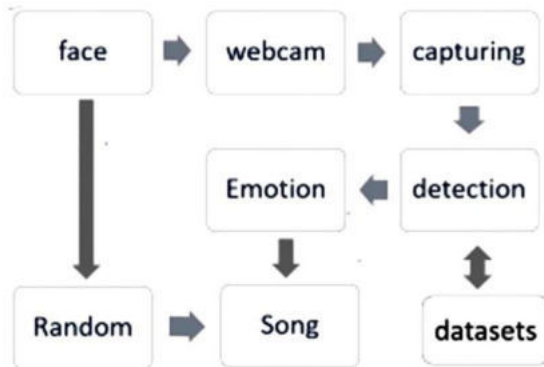 face
webcam
capturing
Emotion
detection
Random
Song
datasets